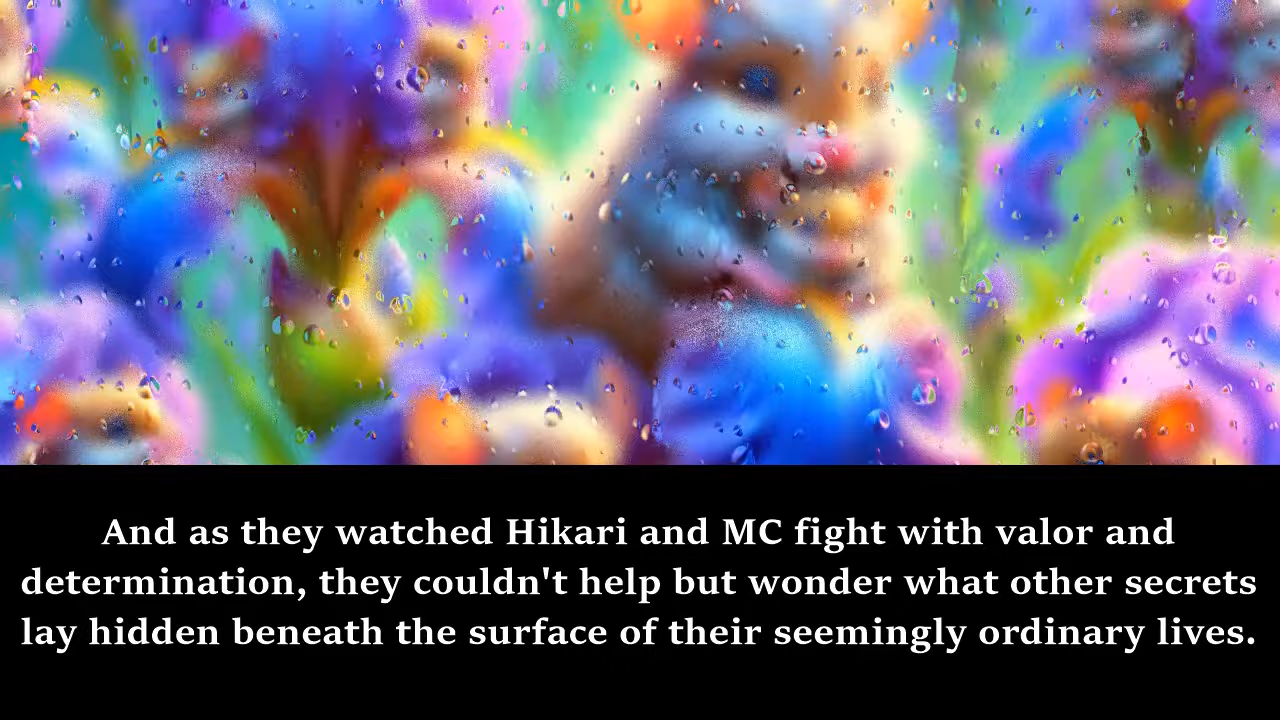 And as they watched Hikari and MC fight with valor and
determination, they couldn't help but wonder what other secrets
lay hidden beneath the surface of their seemingly ordinary lives.